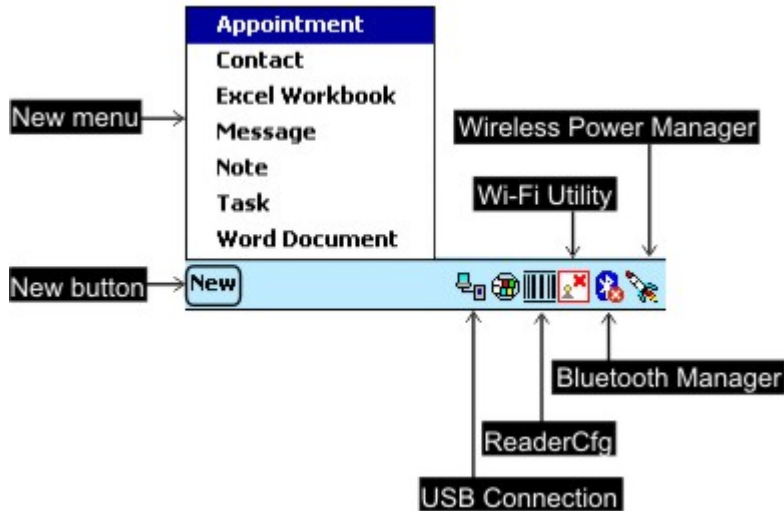 Appointment
Contact
Excel Workbook
Message
Note
Task
Word Document
New menu
Wireless Power Manager
Wi-Fi Utility
New button
New
Bluetooth Manager
ReaderCfg
USB Connection